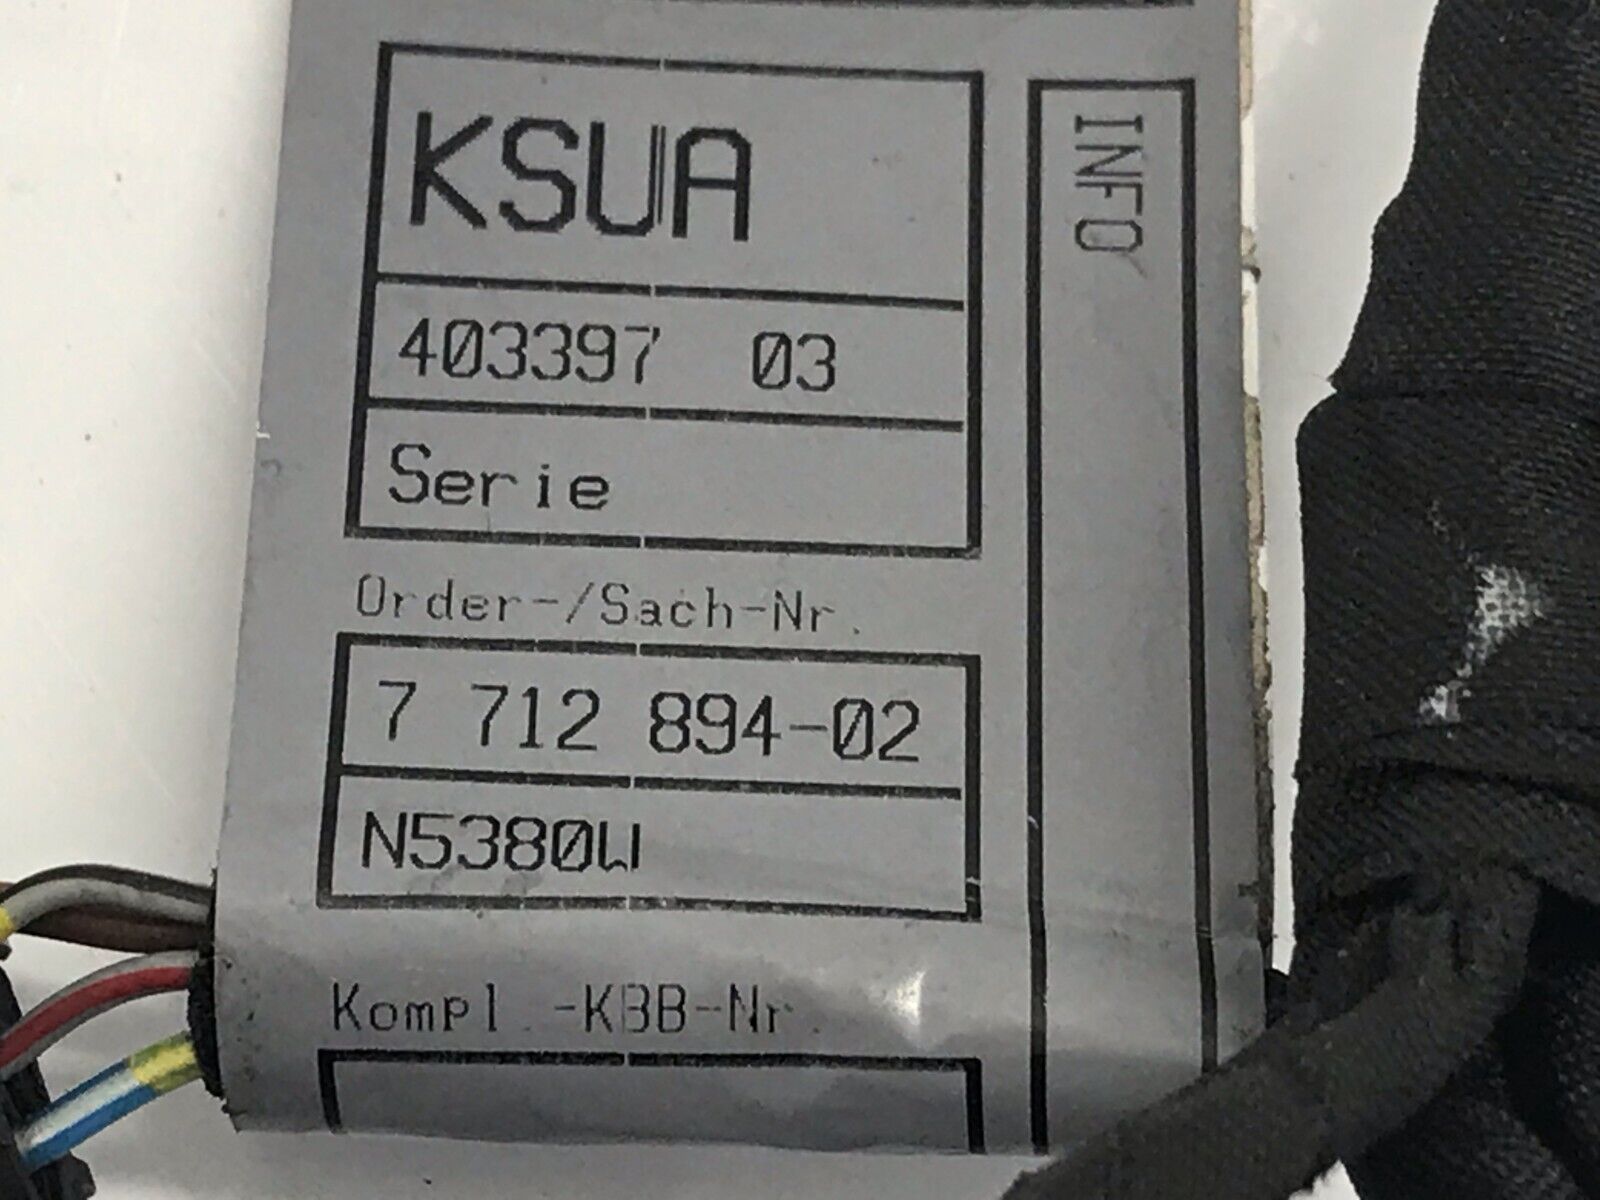 KSUA
403397 03
Serie
Order-/Sach-Nr.
7 712 894-02
N5380W
Kompl.-KBB-Nr.
INFO